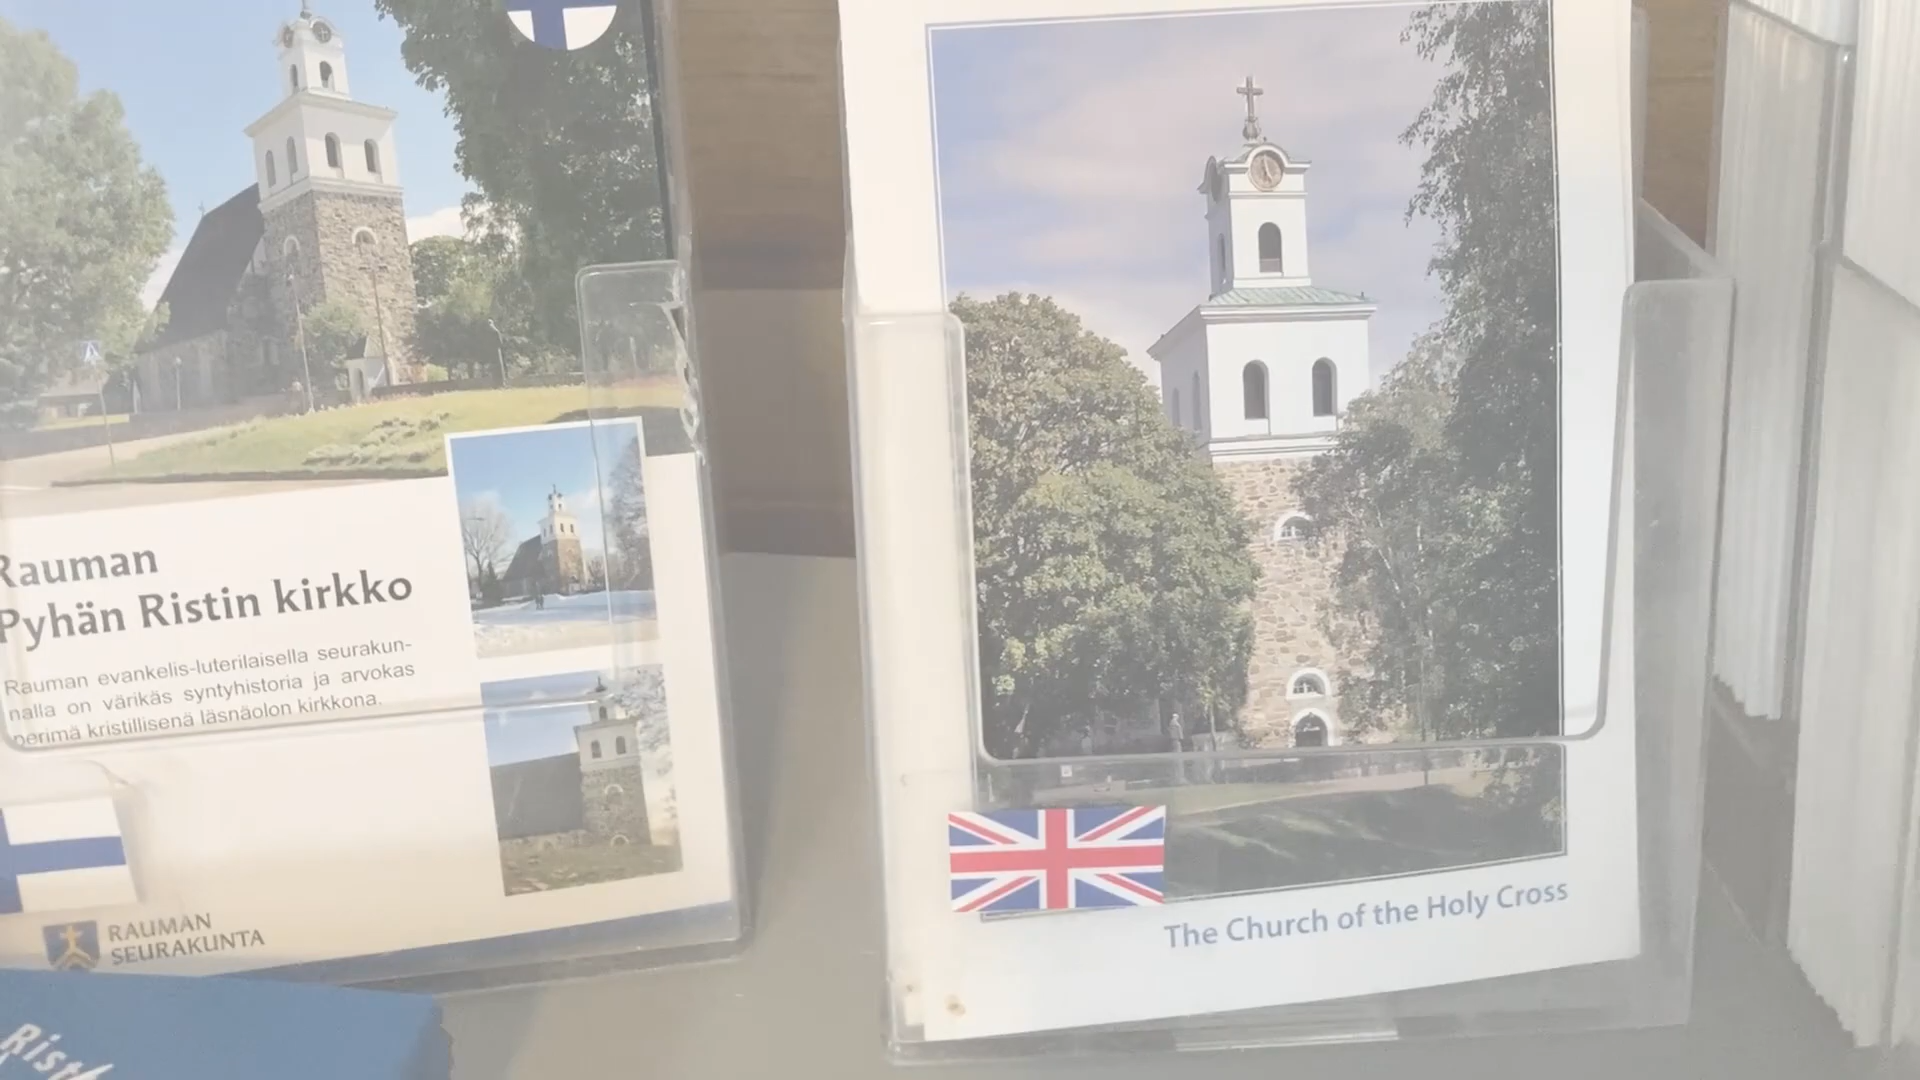 Rauman
Pyhän Ristin kirkko
Rauman evankelis-luterilaisella seurakun-
nalla on värikäs syntyhistoria ja arvokas
perimä kristillisenä läsnäolon kirkkona.
RAUMAN
SEURAKUNTA
The Church of the Holy Cross